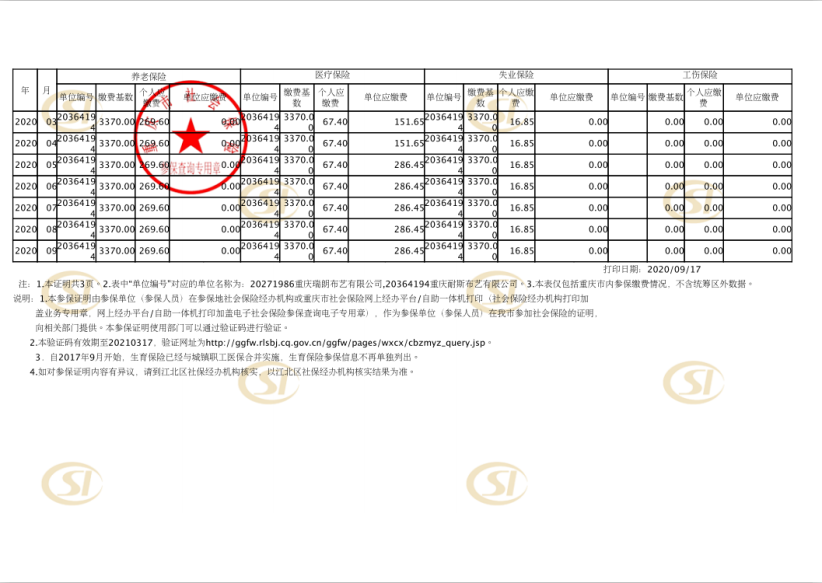 养老保险 医疗保险 失业保险 工伤保险
年 月 单位编号 缴费基数 个人应缴费 单位应缴费 单位编号 缴费基数 个人应缴费 单位应缴费 单位编号 缴费基数 个人应缴费 单位应缴费 单位编号 缴费基数 个人应缴费 单位应缴费
2020 03 20364194 3370.00 269.60 0.00 20364194 3370.00 67.40 151.65 20364194 3370.00 16.85 0.00 0.00 0.00 0.00
2020 04 20364194 3370.00 269.60 0.00 20364194 3370.00 67.40 151.65 20364194 3370.00 16.85 0.00 0.00 0.00 0.00
2020 05 20364194 3370.00 269.60 0.00 20364194 3370.00 67.40 286.45 20364194 3370.00 16.85 0.00 0.00 0.00 0.00
2020 06 20364194 3370.00 269.60 0.00 20364194 3370.00 67.40 286.45 20364194 3370.00 16.85 0.00 0.00 0.00 0.00
2020 07 20364194 3370.00 269.60 0.00 20364194 3370.00 67.40 286.45 20364194 3370.00 16.85 0.00 0.00 0.00 0.00
2020 08 20364194 3370.00 269.60 0.00 20364194 3370.00 67.40 286.45 20364194 3370.00 16.85 0.00 0.00 0.00 0.00
2020 09 20364194 3370.00 269.60 0.00 20364194 3370.00 67.40 286.45 20364194 3370.00 16.85 0.00 0.00 0.00 0.00
参保查询专用章
打印日期：2020/09/17
注：1.本证明共3页。2.表中“单位编号”对应的单位名称为：20271986重庆瑞朗布艺有限公司,20364194重庆耐斯布艺有限公司。3.本表仅包括重庆市内参保缴费情况，不含统筹区外数据。
说明：1.本参保证明由参保单位（参保人员）在参保地社会保险经办机构或重庆市社会保险网上经办平台/自助一体机打印（社会保险经办机构打印加
盖业务专用章，网上经办平台/自助一体机打印加盖电子社会保险参保查询电子专用章），作为参保单位（参保人员）在我市参加社会保险的证明，
向相关部门提供。本参保证明使用部门可以通过验证码进行验证。
2.本验证码有效期至20210317，验证网址为http://ggfw.rlsbj.cq.gov.cn/ggfw/pages/wxcx/cbzmyz_query.jsp。
3．自2017年9月开始，生育保险已经与城镇职工医保合并实施，生育保险参保信息不再单独列出。
4.如对参保证明内容有异议，请到江北区社保经办机构核实，以江北区社保经办机构核实结果为准。
SI
SI
SI
SI
SI
SI
SI
SI
SI
SI